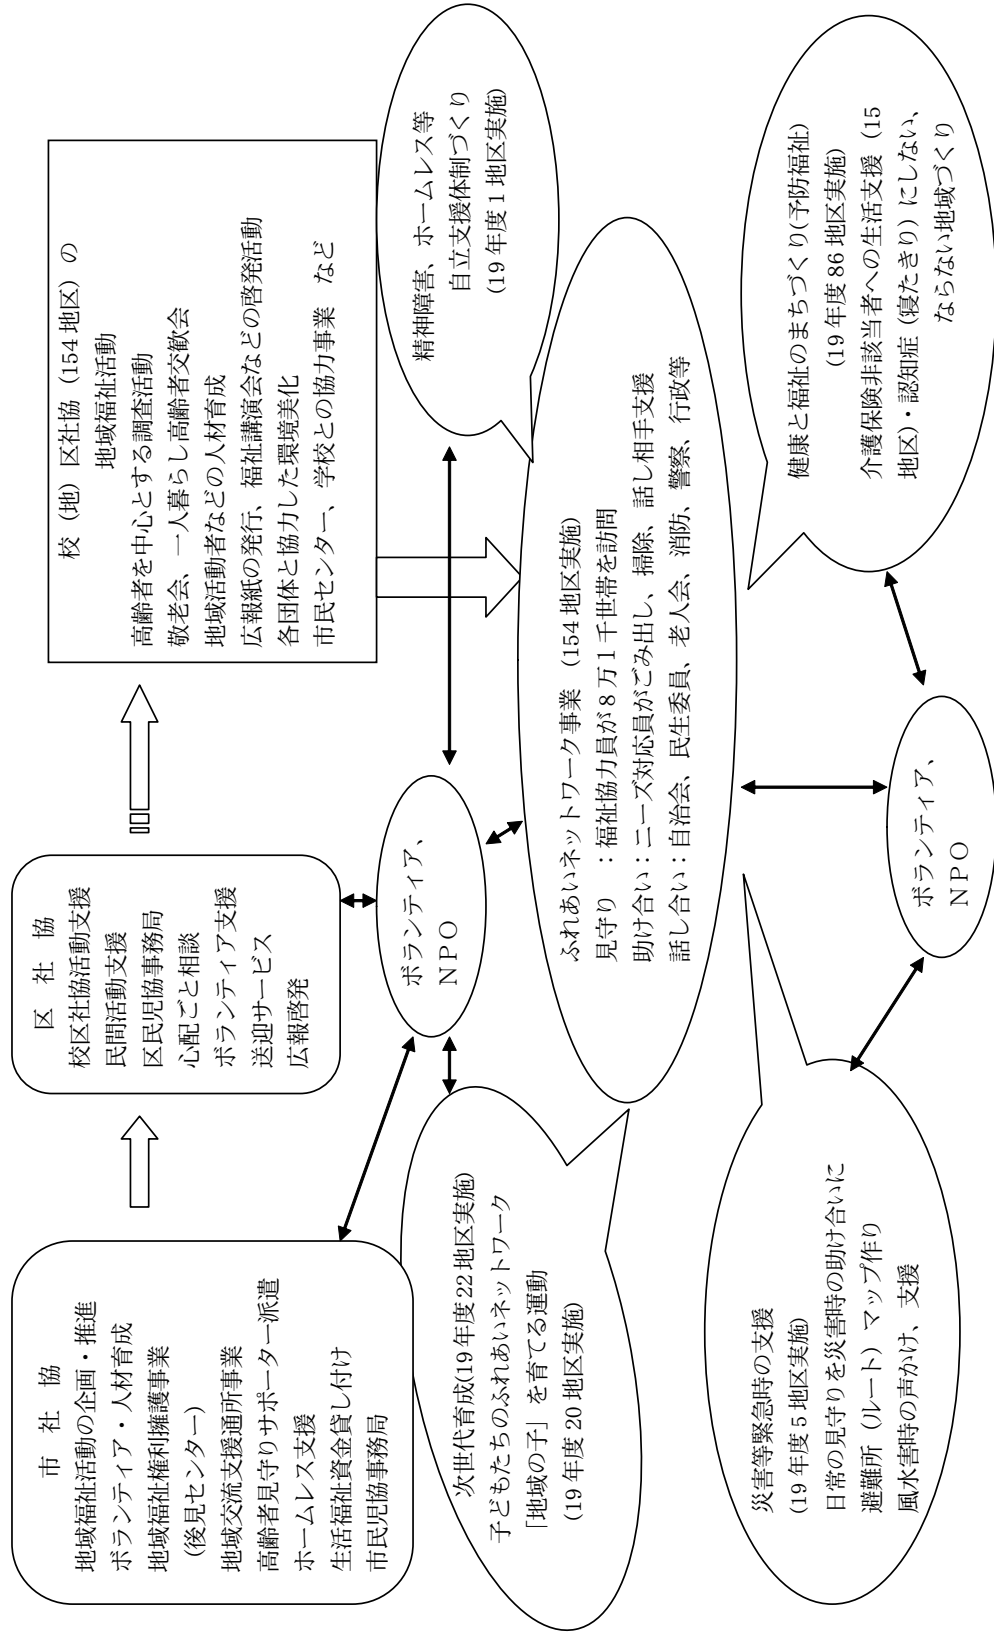 市　社　協
地域福祉活動の企画・推進
ボランティア・人材育成
地域福祉権利擁護事業
（後見センター）
地域交流支援通所事業
高齢者見守りサポーター派遣
ホームレス支援
生活福祉資金貸し付け
市民児協事務局
区　社　協
校区社協活動支援
民間活動支援
区民児協事務局
心配ごと相談
ボランティア支援
送迎サービス
広報啓発
校（地）区社協（154 地区）の
地域福祉活動
高齢者を中心とする調査活動
敬老会、一人暮らし高齢者交歓会
地域活動者などの人材育成
広報紙の発行、福祉講演会などの啓発活動
各団体と協力した環境美化
市民センター、学校との協力事業　など
ボランティア、
NPO
精神障害、ホームレス等
自立支援体制づくり
(19 年度 1 地区実施)
次世代育成(19 年度 22 地区実施)
子どもたちのふれあいネットワーク
「地域の子」を育てる運動
(19 年度 20 地区実施)
ふれあいネットワーク事業　(154 地区実施)
見守り　：福祉協力員が 8 万 1 千世帯を訪問
助け合い：ニーズ対応員がごみ出し、掃除、話し相手支援
話し合い：自治会、民生委員、老人会、消防、警察、行政等
災害等緊急時の支援
(19 年度 5 地区実施)
日常の見守りを災害時の助け合いに
避難所（ルート）マップ作り
風水害時の声かけ、支援
ボランティア、
NPO
健康と福祉のまちづくり(予防福祉)
(19 年度 86 地区実施)
介護保険非該当者への生活支援（15
地区）・認知症（寝たきり）にしない、
ならない地域づくり